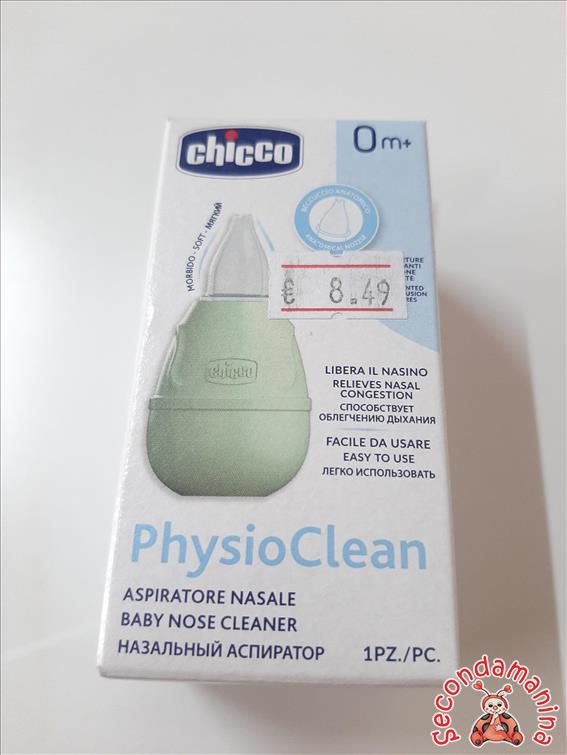 chicco
0m+
BECCUCCIO ANATOMICO
ANATOMICAL NOZZLE
MORBIDO - SOFT - МЯГКИЙ
€ 8.49
chicco
LIBERA IL NASINO
RELIEVES NASAL
CONGESTION
СПОСОБСТВУЕТ
ОБЛЕГЧЕНИЮ ДЫХАНИЯ
FACILE DA USARE
EASY TO USE
ЛЕГКО ИСПОЛЬЗОВАТЬ
PhysioClean
ASPIRATORE NASALE
BABY NOSE CLEANER
НАЗАЛЬНЫЙ АСПИРАТОР
1PZ./PC.
Secondamanina